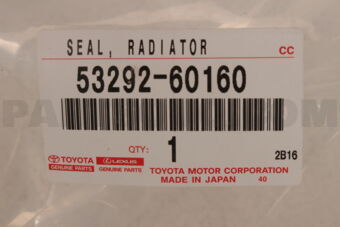 SEAL, RADIATOR CC
53292-60160
QTY: 1 2B16
TOYOTA LEXUS
GENUINE PARTS GENUINE PARTS
TOYOTA MOTOR CORPORATION
MADE IN JAPAN 40